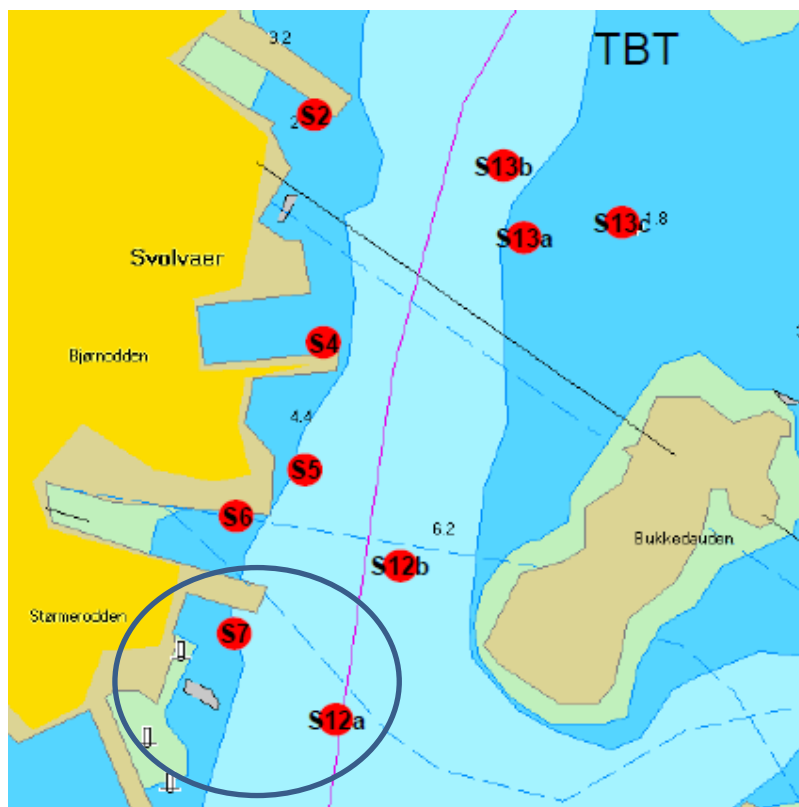 3.2
TBT
S2
2
S13b
S13c
1.8
S13a
Svolvaer
S4
Bjørnodden
4.4
S5
S6
6.2
Bukkedauden
S12b
Størmerodden
S7
S12a